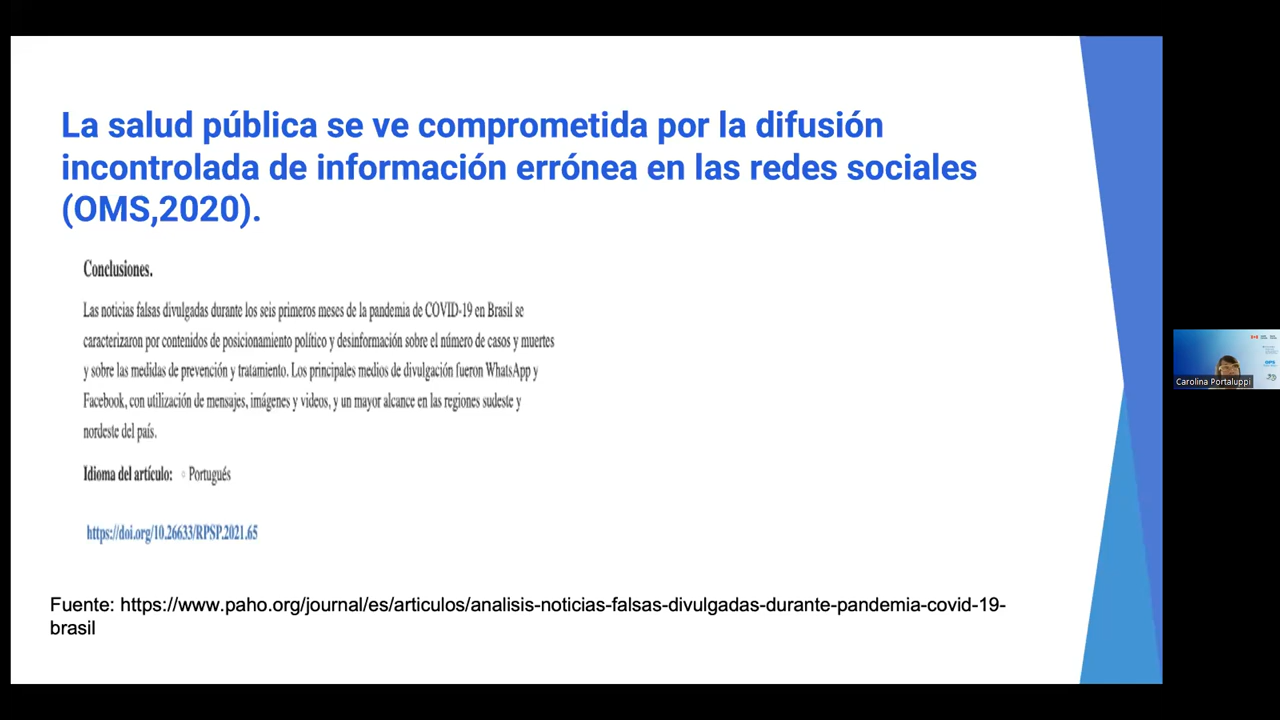 La salud pública se ve comprometida por la difusión
incontrolada de información errónea en las redes sociales
(OMS,2020).
Conclusiones.
Las noticias falsas divulgadas durante los seis primeros meses de la pandemia de COVID-19 en Brasil se
caracterizaron por contenidos de posicionamiento político y desinformación sobre el número de casos y muertes
y sobre las medidas de prevención y tratamiento. Los principales medios de divulgación fueron WhatsApp y
Facebook, con utilización de mensajes, imágenes y videos, y un mayor alcance en las regiones sudeste y
nordeste del país.
Idioma del artículo: ◦ Portugués
https://doi.org/10.26633/RPSP.2021.65
Fuente: https://www.paho.org/journal/es/articulos/analisis-noticias-falsas-divulgadas-durante-pandemia-covid-19-
brasil
Carolina Portaluppi